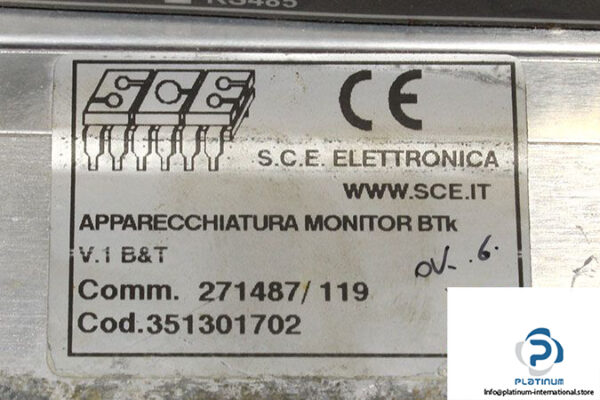 RS485
CE
S.C.E. ELETTRONICA
WWW.SCE.IT
APPARECCHIATURA MONITOR BTk
V.1 B&T
Comm. 271487/119
Cod.351301702
PLATINUM
Info@platinum-international.store